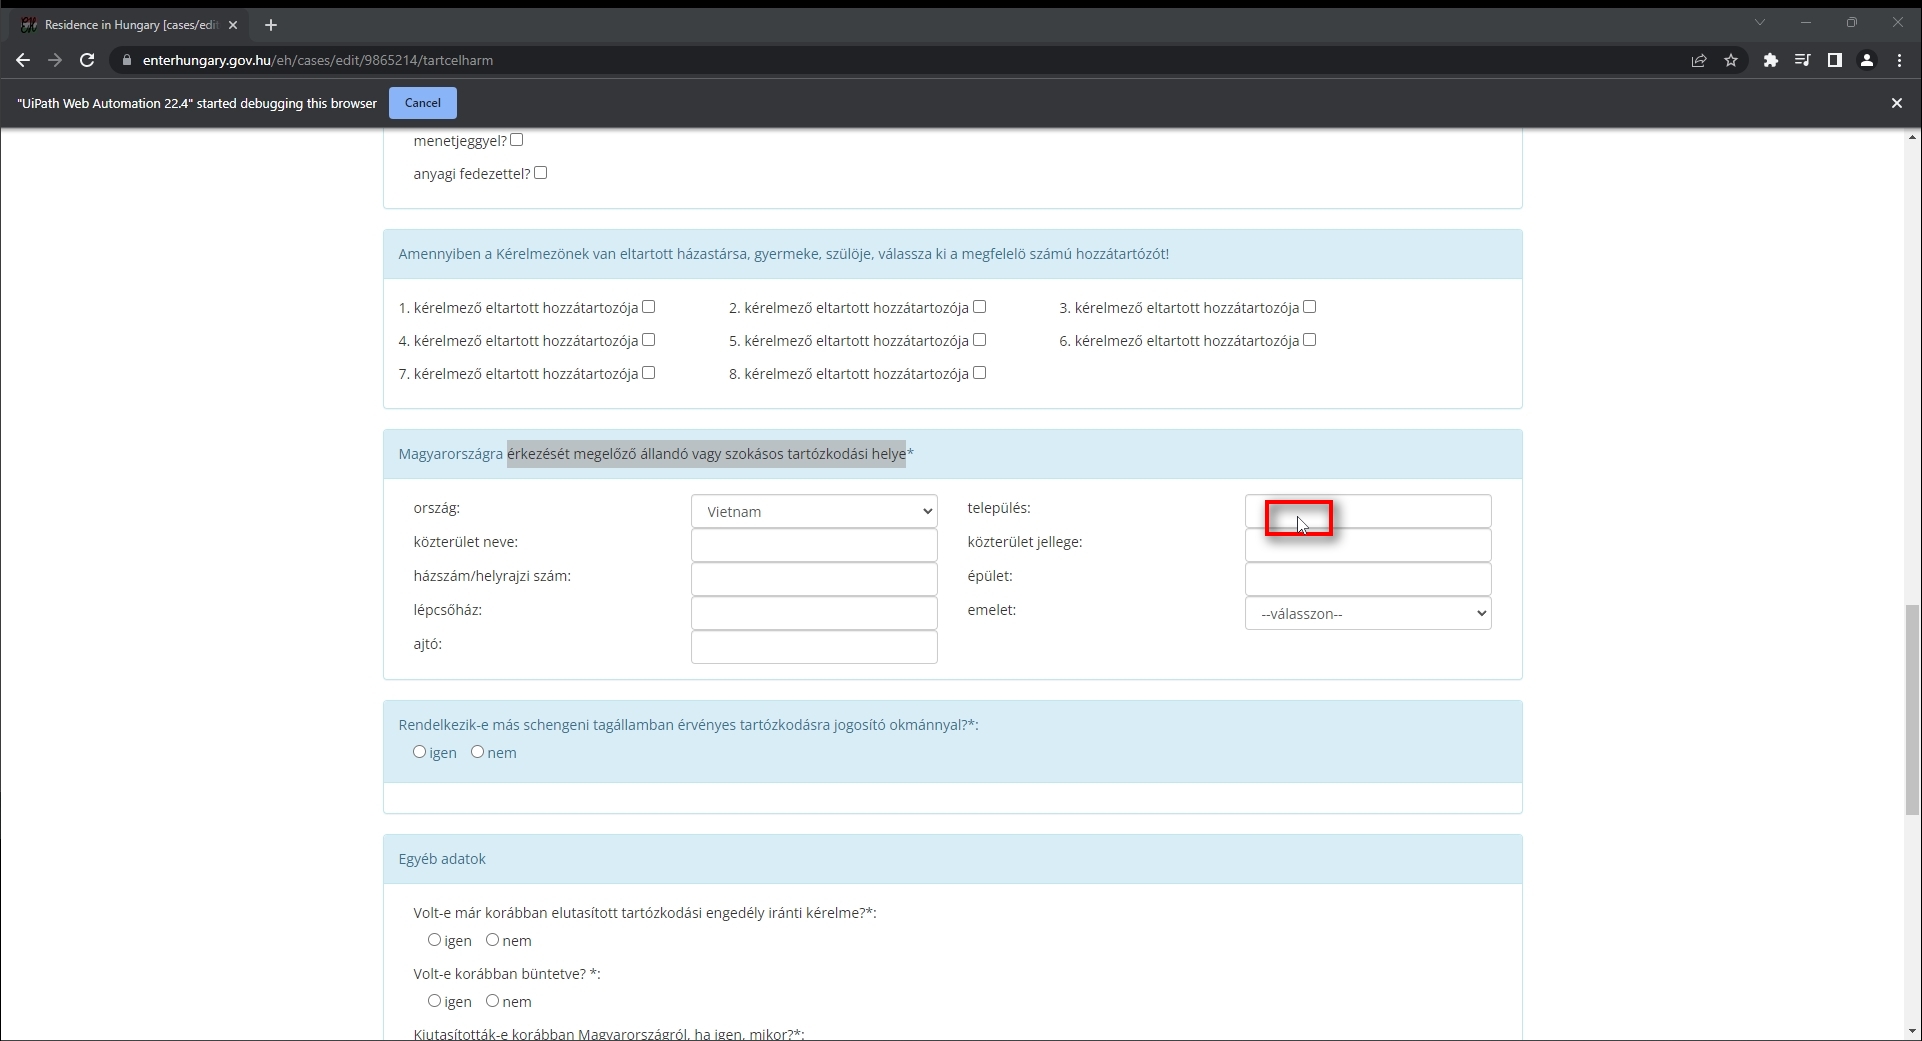 Residence in Hungary [cases/edit
enterhungary.gov.hu/eh/cases/edit/9865214/tartcelharm
"UiPath Web Automation 22.4" started debugging this browser Cancel
menetjeggyel?
anyagi fedezettel?
Amennyiben a Kérelmezönek van eltartott házastársa, gyermeke, szülöje, válassza ki a megfelelö számú hozzátartózót!
1. kérelmező eltartott hozzátartozója 2. kérelmező eltartott hozzátartozója 3. kérelmező eltartott hozzátartozója
4. kérelmező eltartott hozzátartozója 5. kérelmező eltartott hozzátartozója 6. kérelmező eltartott hozzátartozója
7. kérelmező eltartott hozzátartozója 8. kérelmező eltartott hozzátartozója
Magyarországra érkezését megelőző állandó vagy szokásos tartózkodási helye*
ország: Vietnam település:
közterület neve: közterület jellege:
házszám/helyrajzi szám: épület:
lépcsőház: emelet: --válasszon--
ajtó:
Rendelkezik-e más schengeni tagállamban érvényes tartózkodásra jogosító okmánnyal?*:
igen nem
Egyéb adatok
Volt-e már korábban elutasított tartózkodási engedély iránti kérelme?*:
igen nem
Volt-e korábban büntetve? *:
igen nem
Kiutasították-e korábban Magyarországról, ha igen, mikor?*: